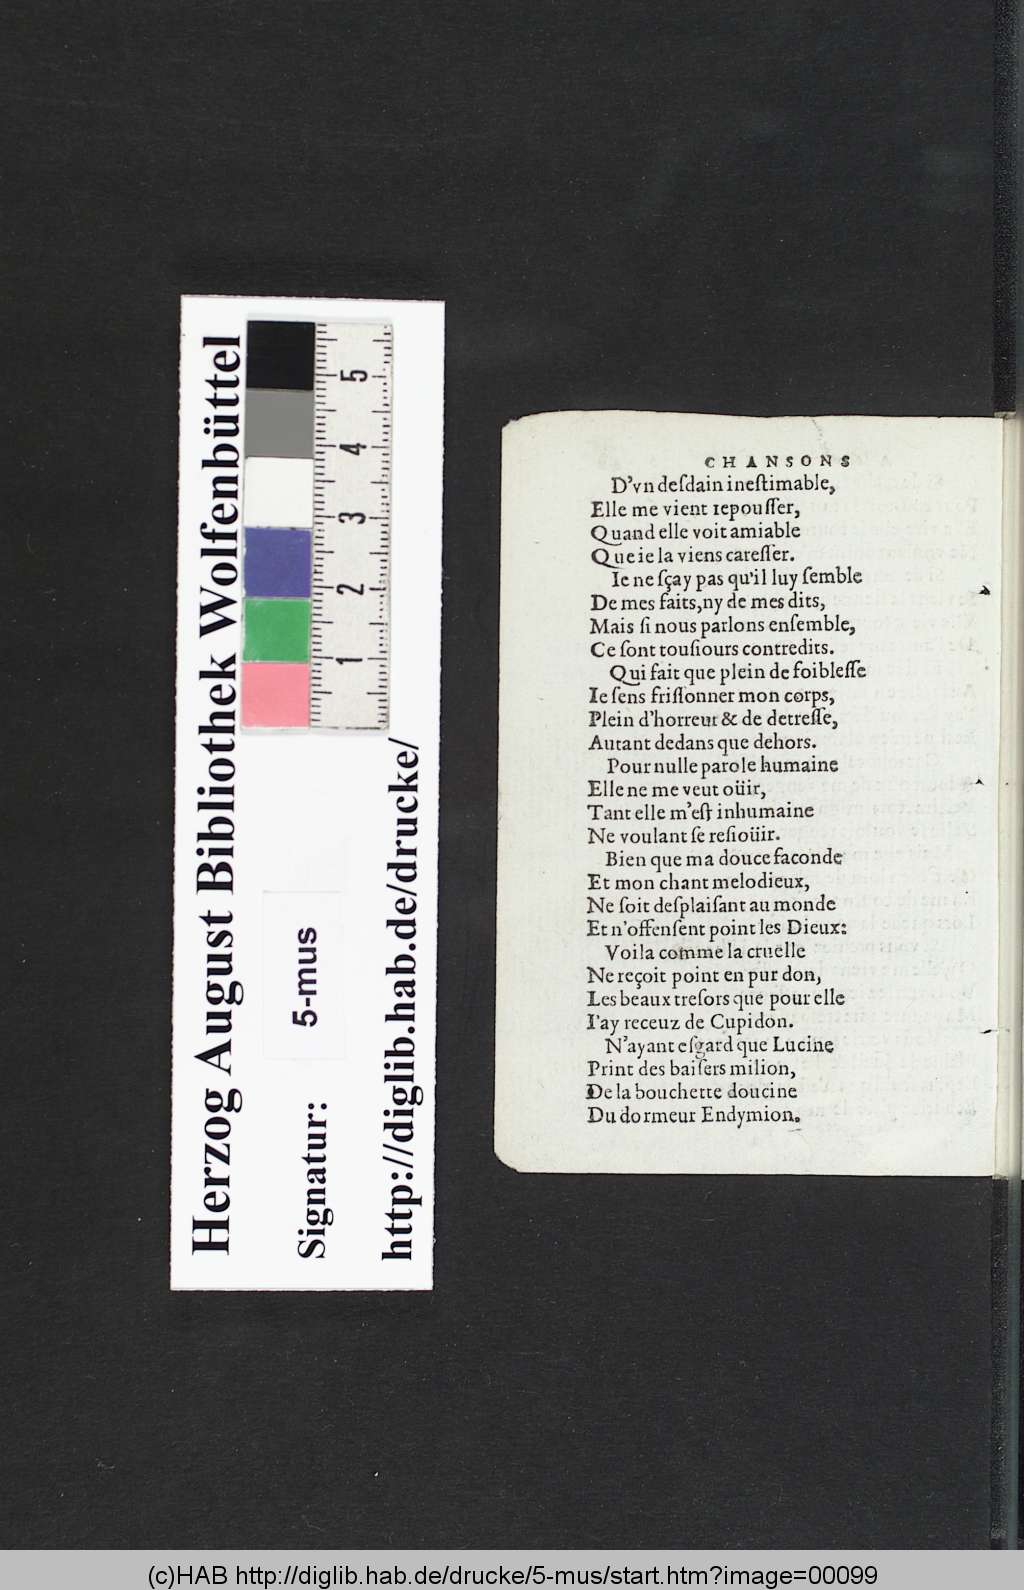 Herzog August Bibliothek Wolfenbüttel
Signatur: 5-mus
http://diglib.hab.de/drucke/
1 2 3 4 5
CHANSONS
D'vn deſdain ineſtimable,
Elle me vient repouſſer,
Quand elle voit amiable
Que ie la viens careſſer.
Ie ne ſçay pas qu'il luy ſemble
De mes faits, ny de mes dits,
Mais ſi nous parlons enſemble,
Ce ſont touſiours contredits.
Qui fait que plein de foibleſſe
Ie ſens friſſonner mon corps,
Plein d'horreur & de detreſſe,
Autant dedans que dehors.
Pour nulle parole humaine
Elle ne me veut oüir,
Tant elle m'eſt inhumaine
Ne voulant ſe reſioüir.
Bien que ma douce faconde
Et mon chant melodieux,
Ne ſoit deſplaiſant au monde
Et n'offenſent point les Dieux:
Voila comme la cruelle
Ne reçoit point en pur don,
Les beaux treſors que pour elle
I'ay receuz de Cupidon.
N'ayant eſgard que Lucine
Print des baiſers milion,
De la bouchette doucine
Du dormeur Endymion.
(c)HAB http://diglib.hab.de/drucke/5-mus/start.htm?image=00099